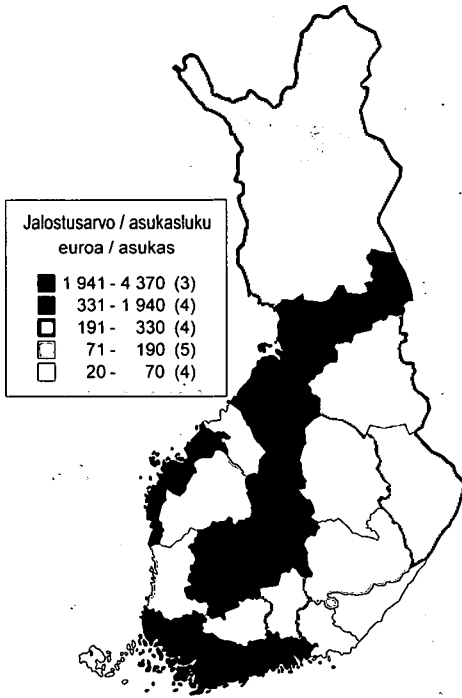 Jalostusarvo / asukasluku
euroa / asukas
1 941 - 4 370 (3)
331 - 1 940 (4)
191 - 330 (4)
71 - 190 (5)
20 - 70 (4)